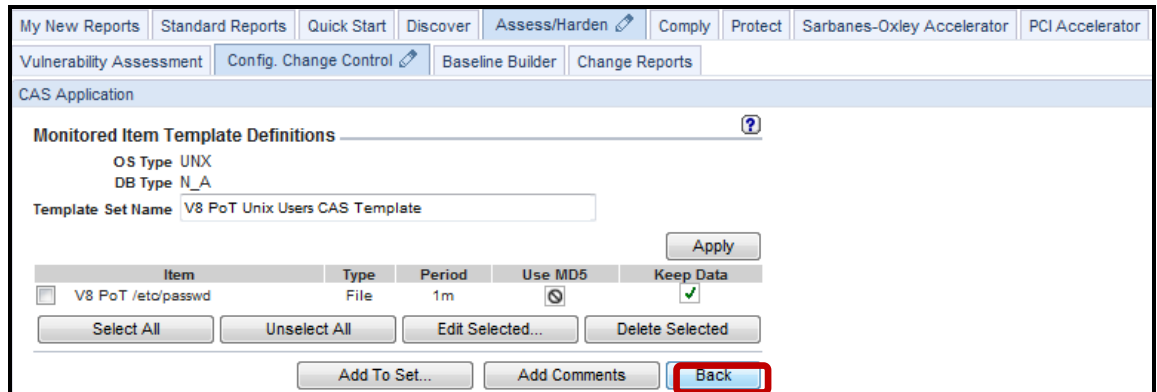 My New Reports Standard Reports Quick Start Discover Assess/Harden Comply Protect Sarbanes-Oxley Accelerator PCI Accelerator
Vulnerability Assessment Config. Change Control Baseline Builder Change Reports
CAS Application
Monitored Item Template Definitions ?
OS Type UNX
DB Type N_A
Template Set Name V8 PoT Unix Users CAS Template
Apply
Item Type Period Use MD5 Keep Data
V8 PoT /etc/passwd File 1m
Select All Unselect All Edit Selected... Delete Selected
Add To Set... Add Comments Back